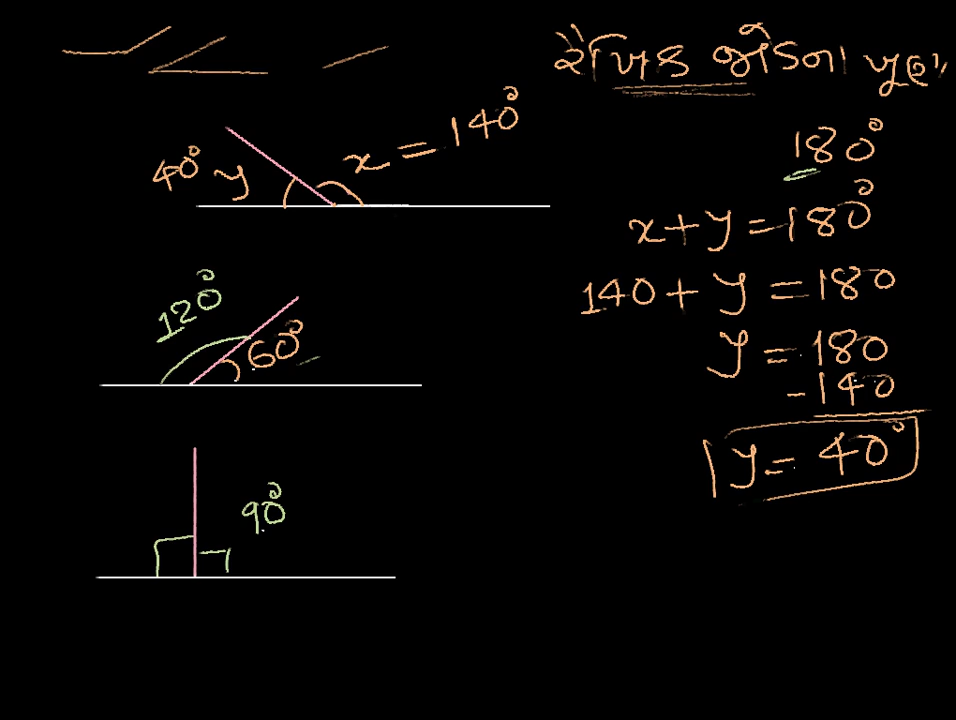 રૈખિક જોડના ખૂણા
180°
x = 140°
40° y
x + y = 180°
140 + y = 180
y = 180
- 140
y = 40°
120°
60°
90°